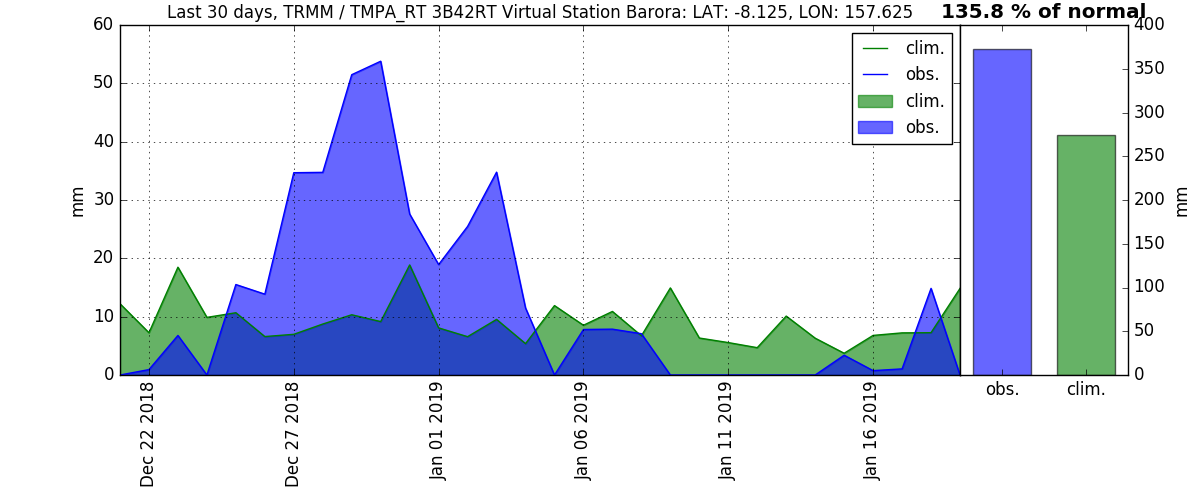 Last 30 days, TRMM / TMPA_RT 3B42RT Virtual Station Barora: LAT: -8.125, LON: 157.625
135.8 % of normal
60
50
40
30
20
10
0
mm
clim.
obs.
clim.
obs.
400
350
300
250
200
150
100
50
0
mm
Dec 22 2018
Dec 27 2018
Jan 01 2019
Jan 06 2019
Jan 11 2019
Jan 16 2019
obs.
clim.